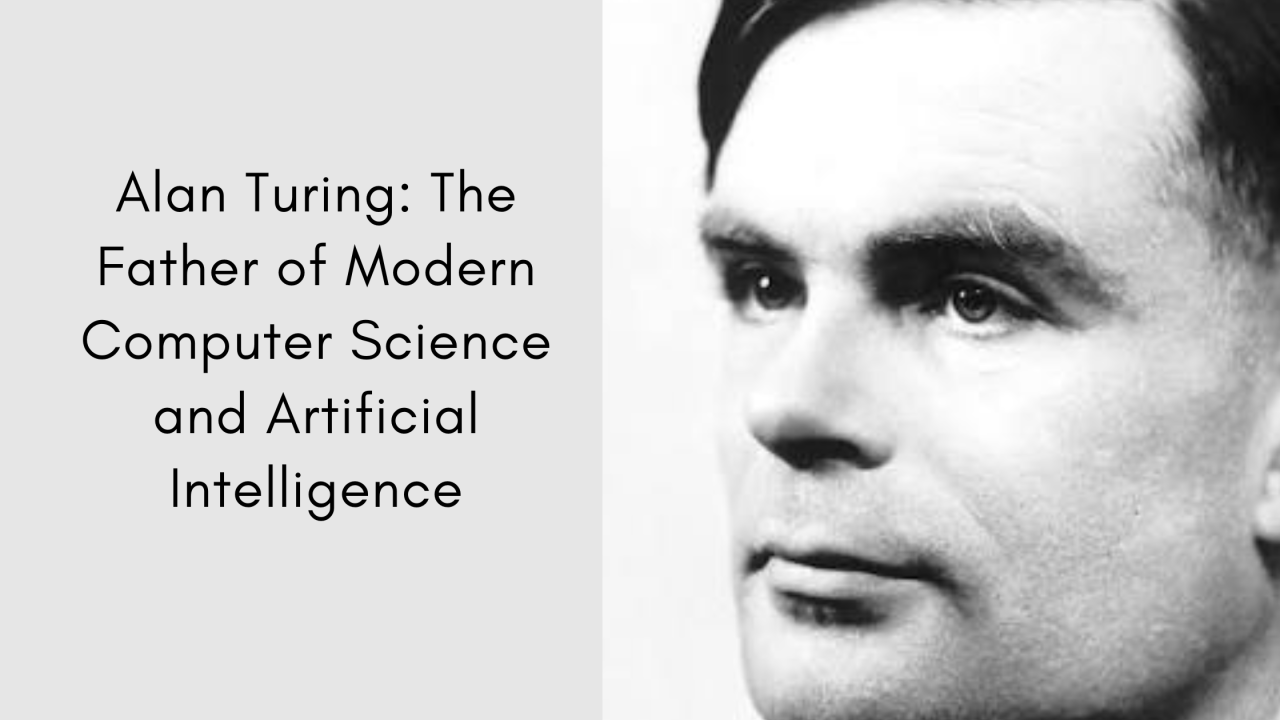 Alan Turing: The
Father of Modern
Computer Science
and Artificial
Intelligence